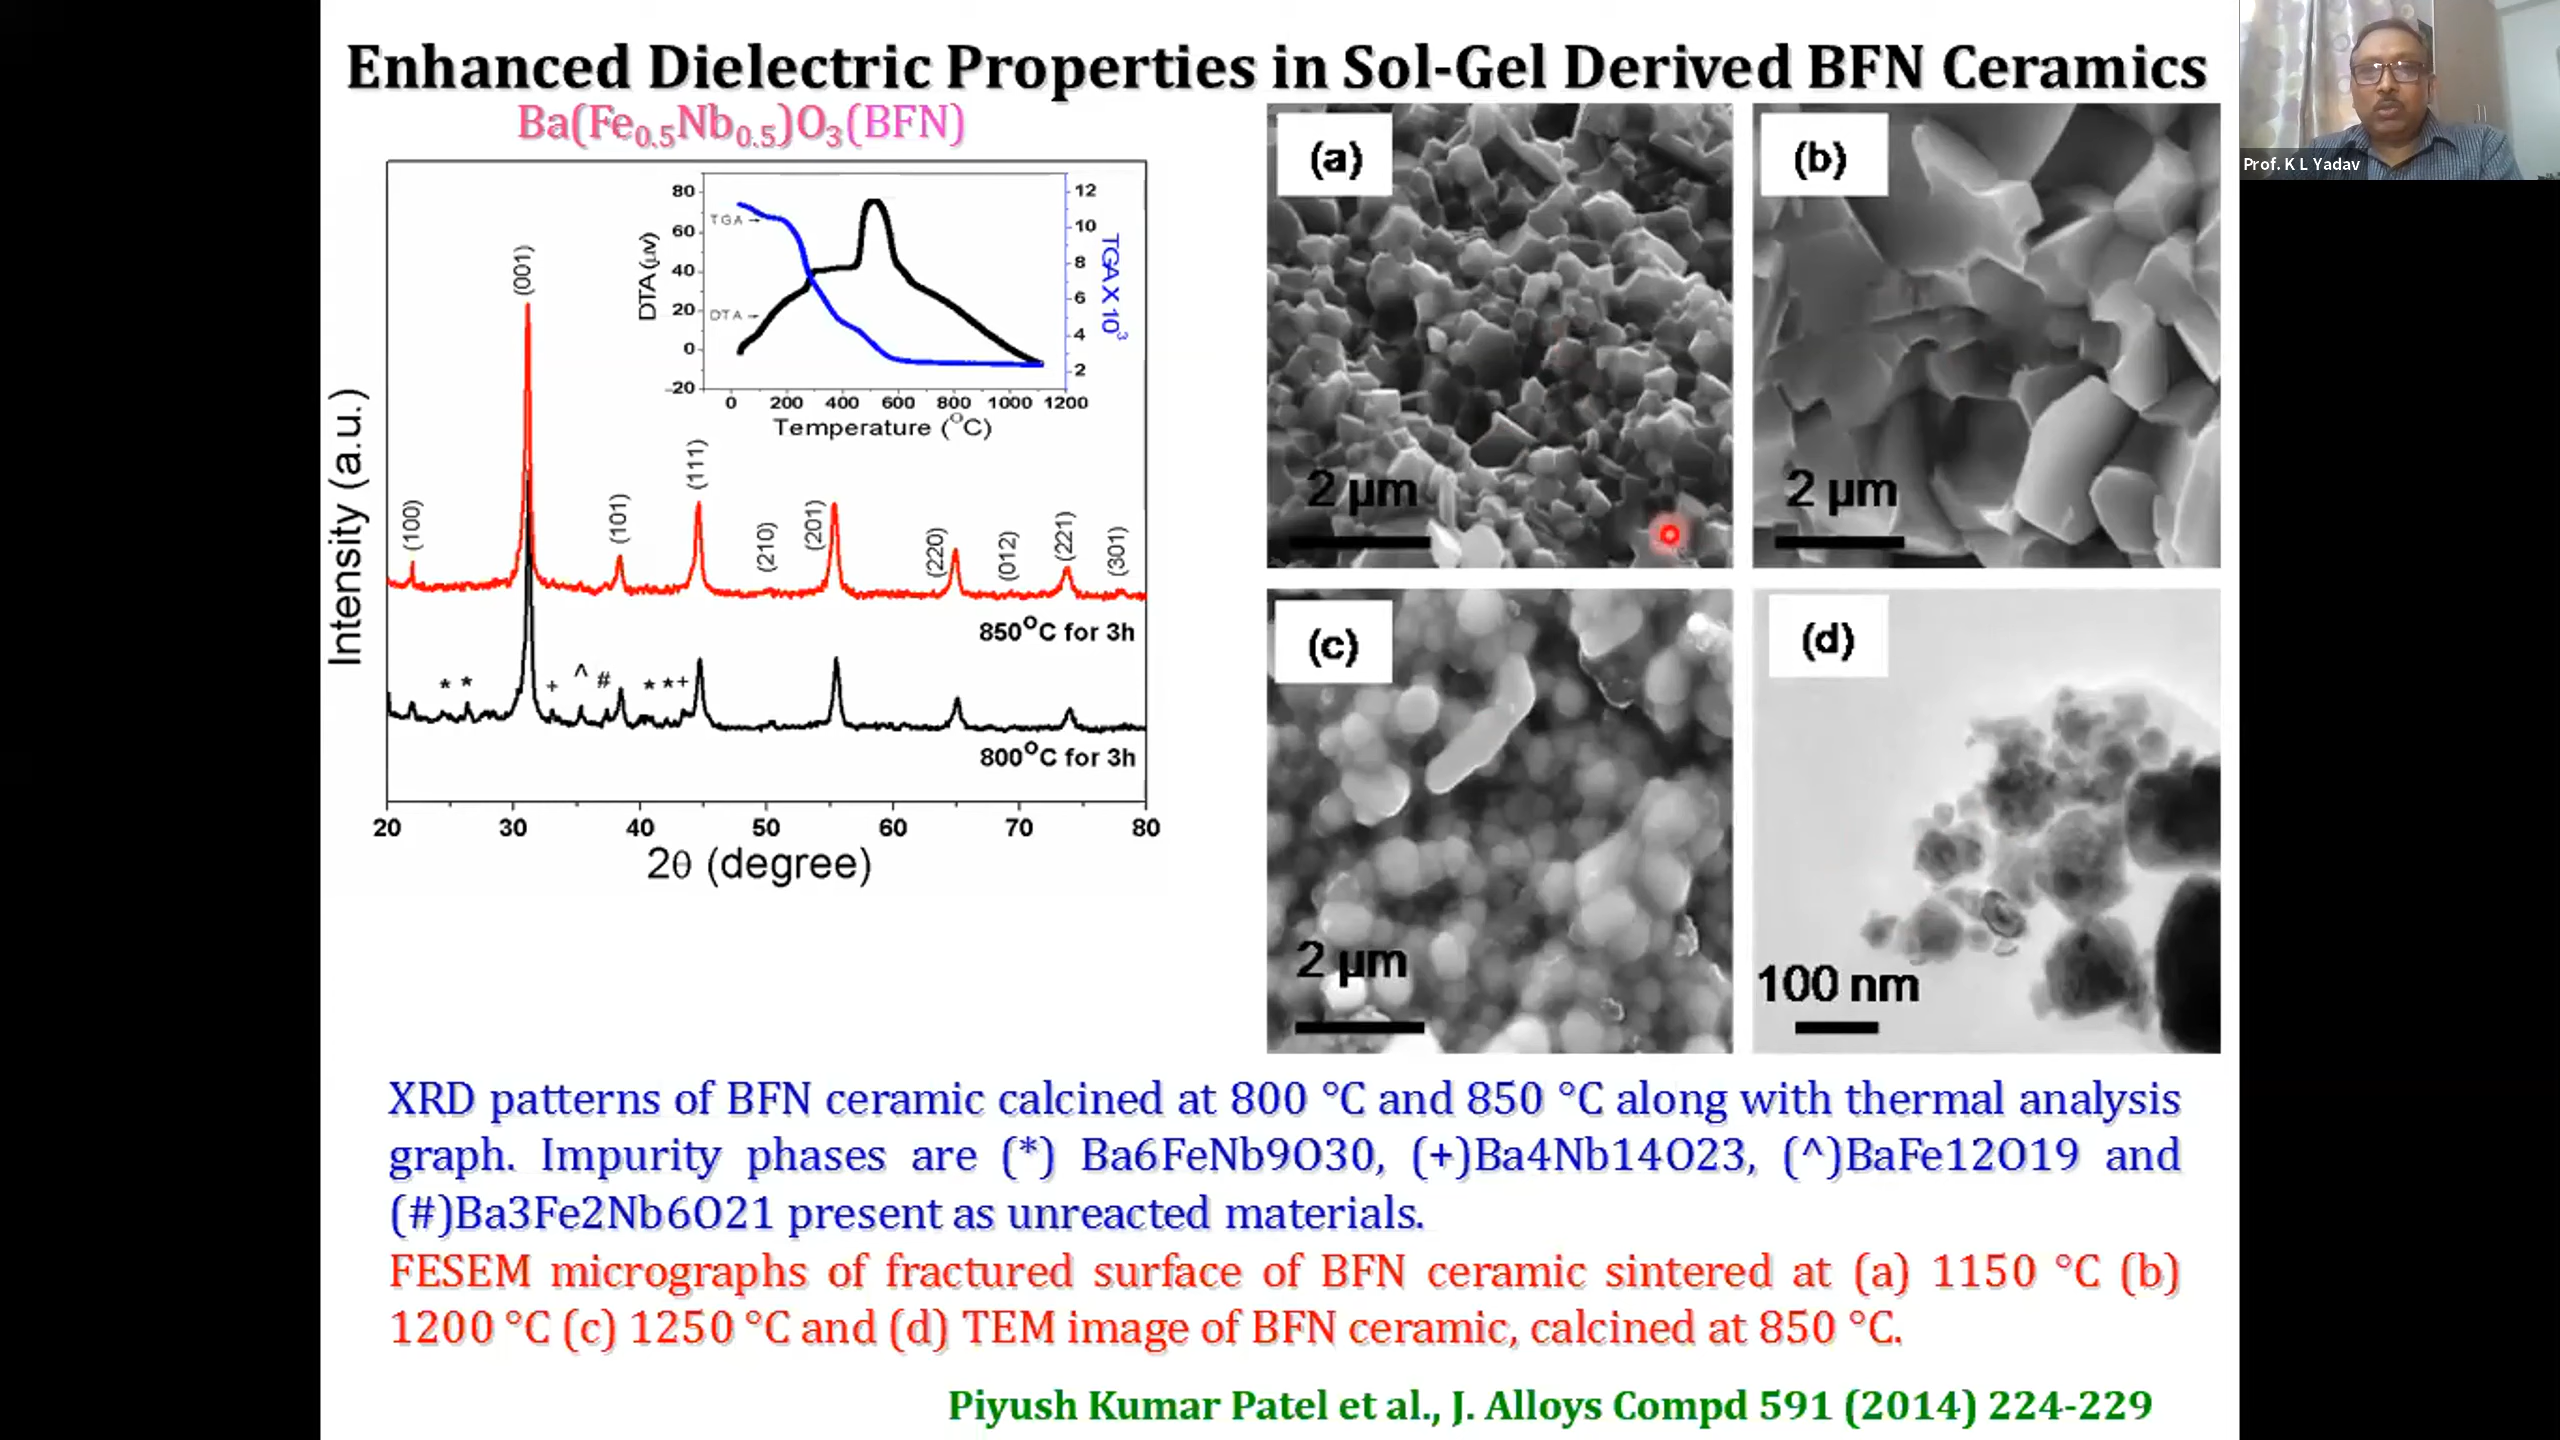 Enhanced Dielectric Properties in Sol-Gel Derived BFN Ceramics
Prof. K L Yadav
Ba(Fe0.5Nb0.5)O3(BFN)
Intensity (a.u.)
(100)
(001)
(101)
(111)
(210)
(201)
(220)
(012)
(221)
(301)
850°C for 3h
* * + ^ # * * +
800°C for 3h
20 30 40 50 60 70 80
2θ (degree)
DTA (μv)
80
60
40
20
0
-20
TGA→
DTA→
12
10
8
6
4
2
TGA X 10³
0 200 400 600 800 1000 1200
Temperature (°C)
(a)
2 μm
(b)
2 μm
(c)
2 μm
(d)
100 nm
XRD patterns of BFN ceramic calcined at 800 °C and 850 °C along with thermal analysis
graph. Impurity phases are (*) Ba6FeNb9O30, (+)Ba4Nb14O23, (^)BaFe12O19 and
(#)Ba3Fe2Nb6O21 present as unreacted materials.
FESEM micrographs of fractured surface of BFN ceramic sintered at (a) 1150 °C (b)
1200 °C (c) 1250 °C and (d) TEM image of BFN ceramic, calcined at 850 °C.
Piyush Kumar Patel et al., J. Alloys Compd 591 (2014) 224-229